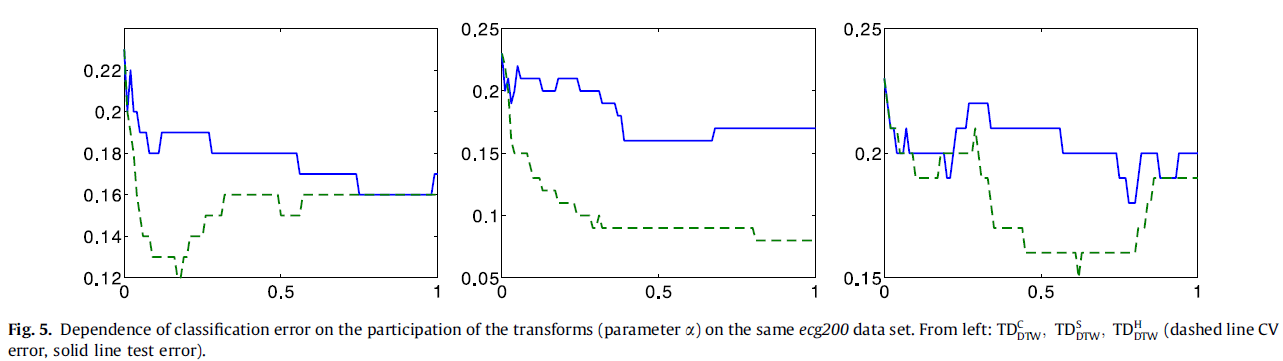 0.22
0.2
0.18
0.16
0.14
0.12
0 0.5 1
0.25
0.2
0.15
0.1
0.05
0 0.5 1
0.25
0.2
0.15
0 0.5 1
Fig. 5. Dependence of classification error on the participation of the transforms (parameter α) on the same ecg200 data set. From left: TD^C_DTW, TD^S_DTW, TD^H_DTW (dashed line CV
error, solid line test error).